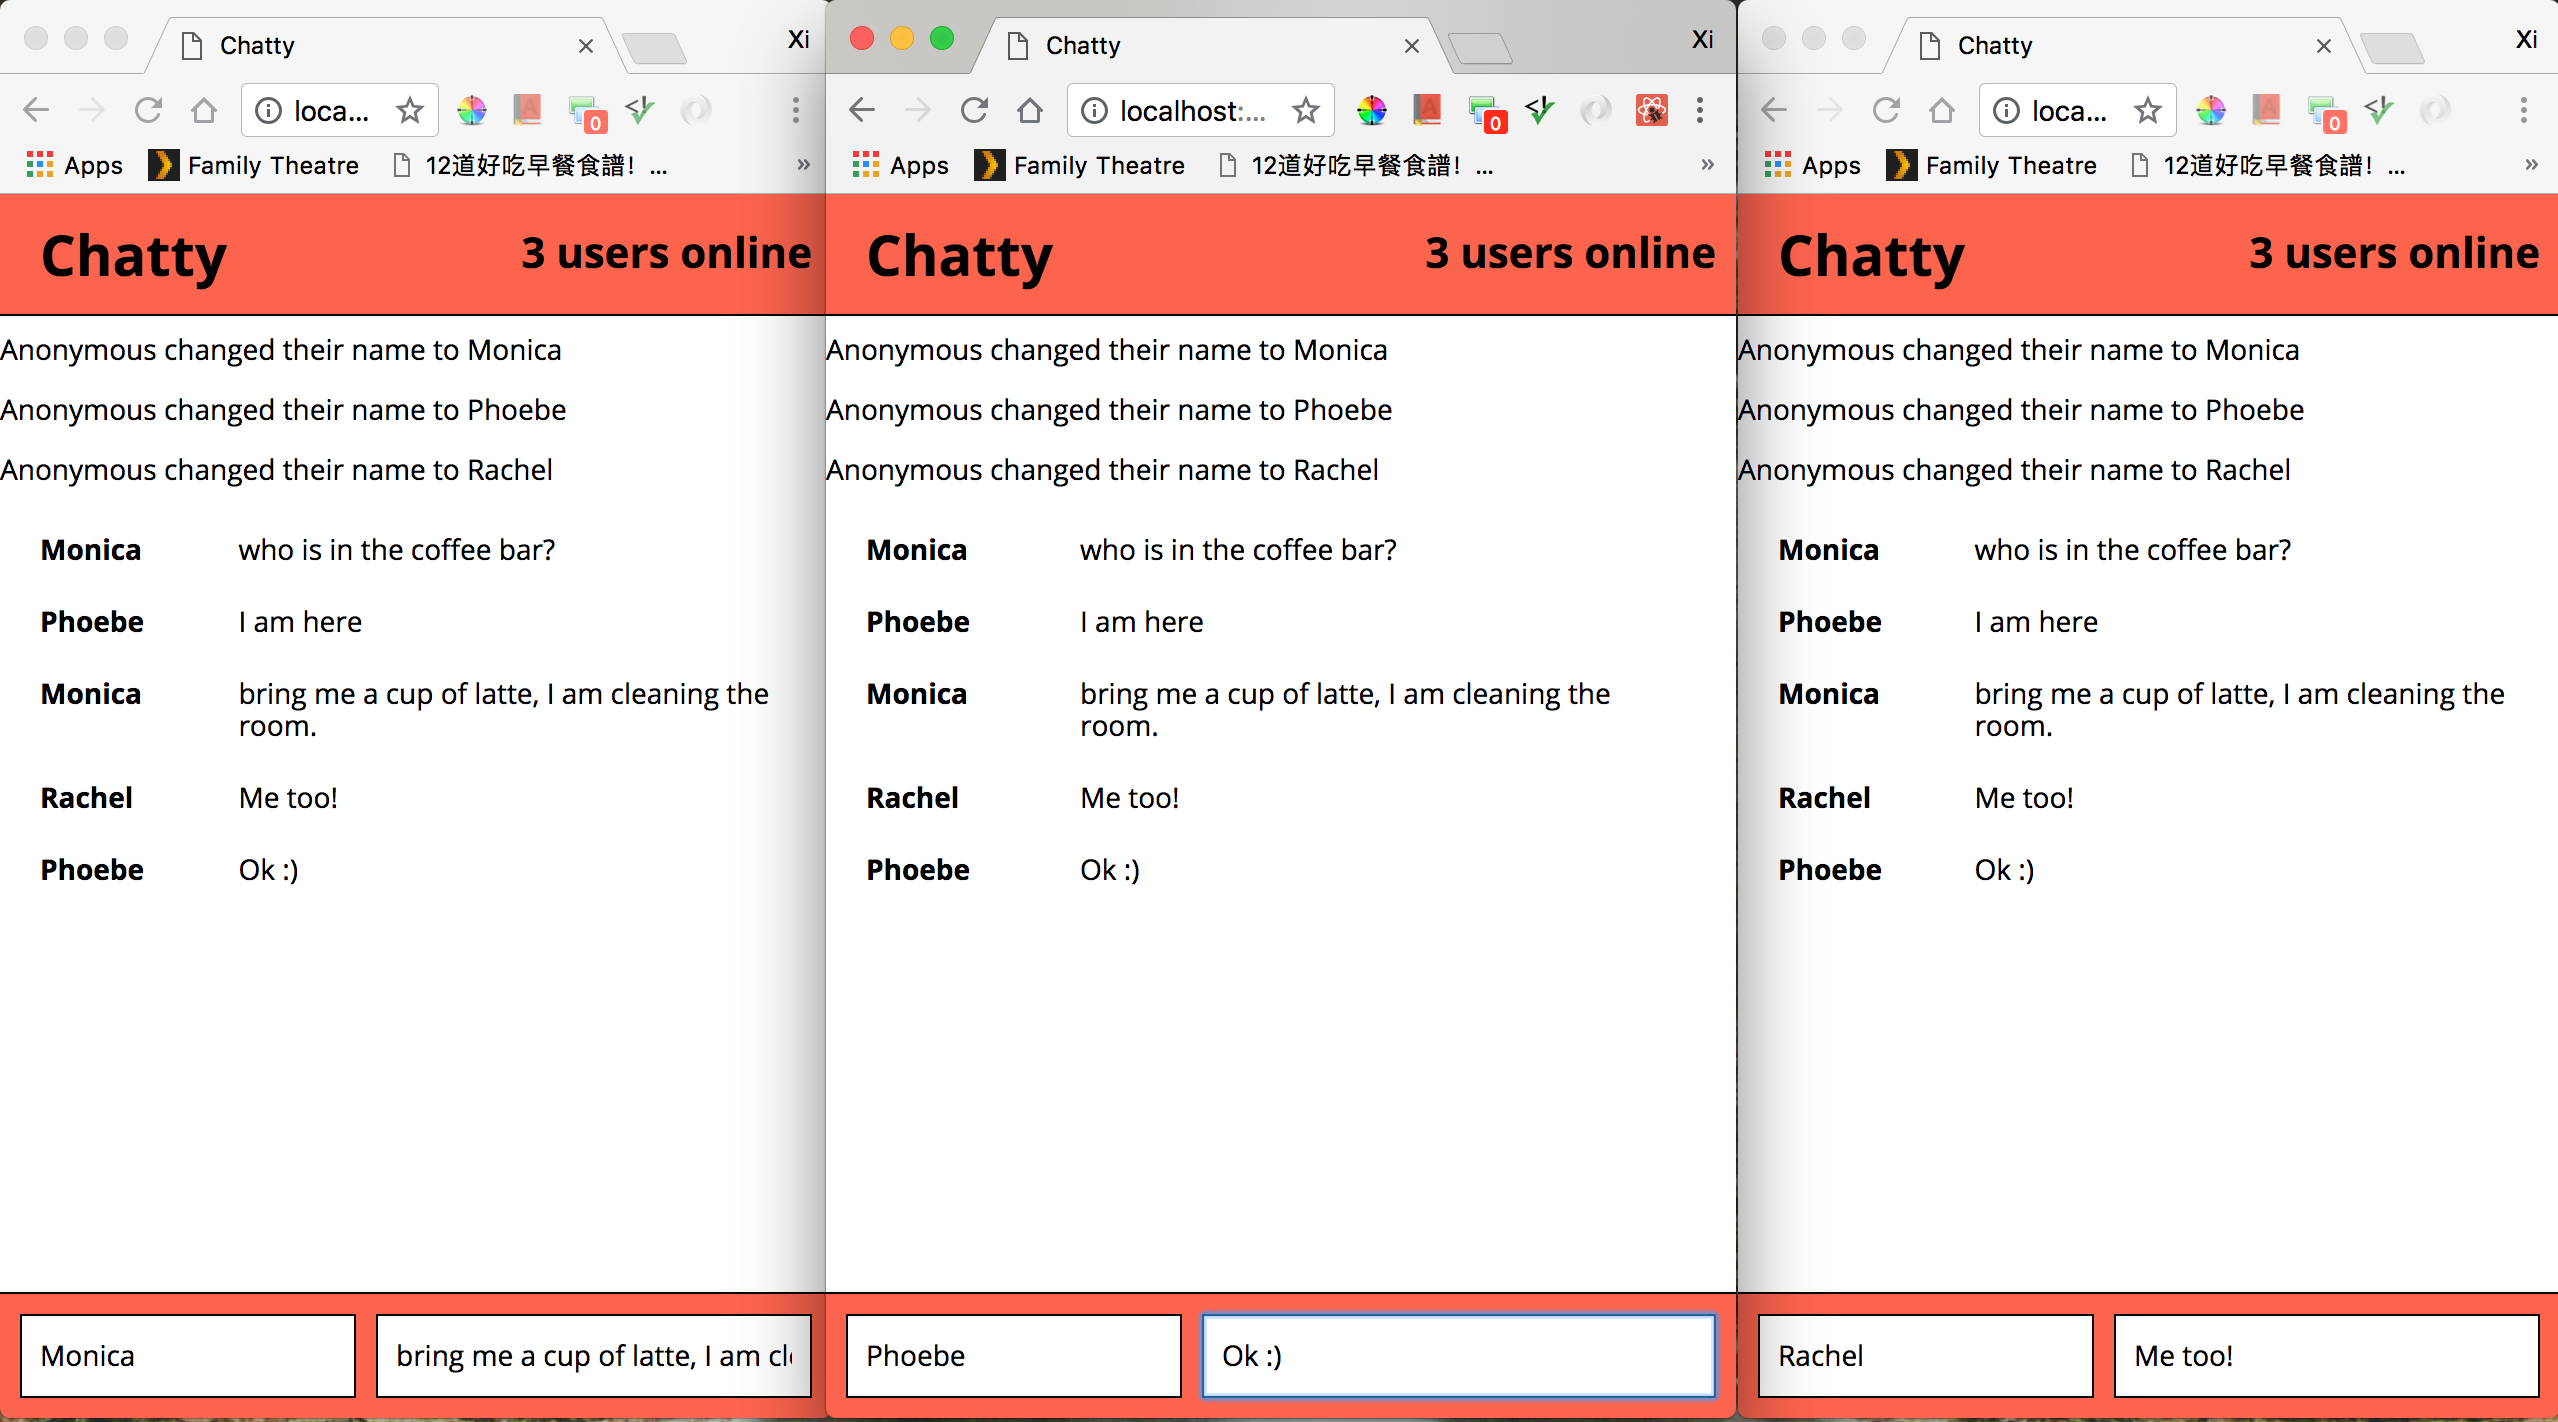 Chatty
Xi
loca...
0
Apps
Family Theatre
12道好吃早餐食譜！...
»
Chatty
3 users online
Anonymous changed their name to Monica
Anonymous changed their name to Phoebe
Anonymous changed their name to Rachel
Monica who is in the coffee bar?
Phoebe I am here
Monica bring me a cup of latte, I am cleaning the
room.
Rachel Me too!
Phoebe Ok :)
Monica
bring me a cup of latte, I am cl
Chatty
Xi
localhost:...
0
Apps
Family Theatre
12道好吃早餐食譜！...
»
Chatty
3 users online
Anonymous changed their name to Monica
Anonymous changed their name to Phoebe
Anonymous changed their name to Rachel
Monica who is in the coffee bar?
Phoebe I am here
Monica bring me a cup of latte, I am cleaning the
room.
Rachel Me too!
Phoebe Ok :)
Phoebe
Ok :)
Chatty
Xi
loca...
0
Apps
Family Theatre
12道好吃早餐食譜！...
»
Chatty
3 users online
Anonymous changed their name to Monica
Anonymous changed their name to Phoebe
Anonymous changed their name to Rachel
Monica who is in the coffee bar?
Phoebe I am here
Monica bring me a cup of latte, I am cleaning the
room.
Rachel Me too!
Phoebe Ok :)
Rachel
Me too!